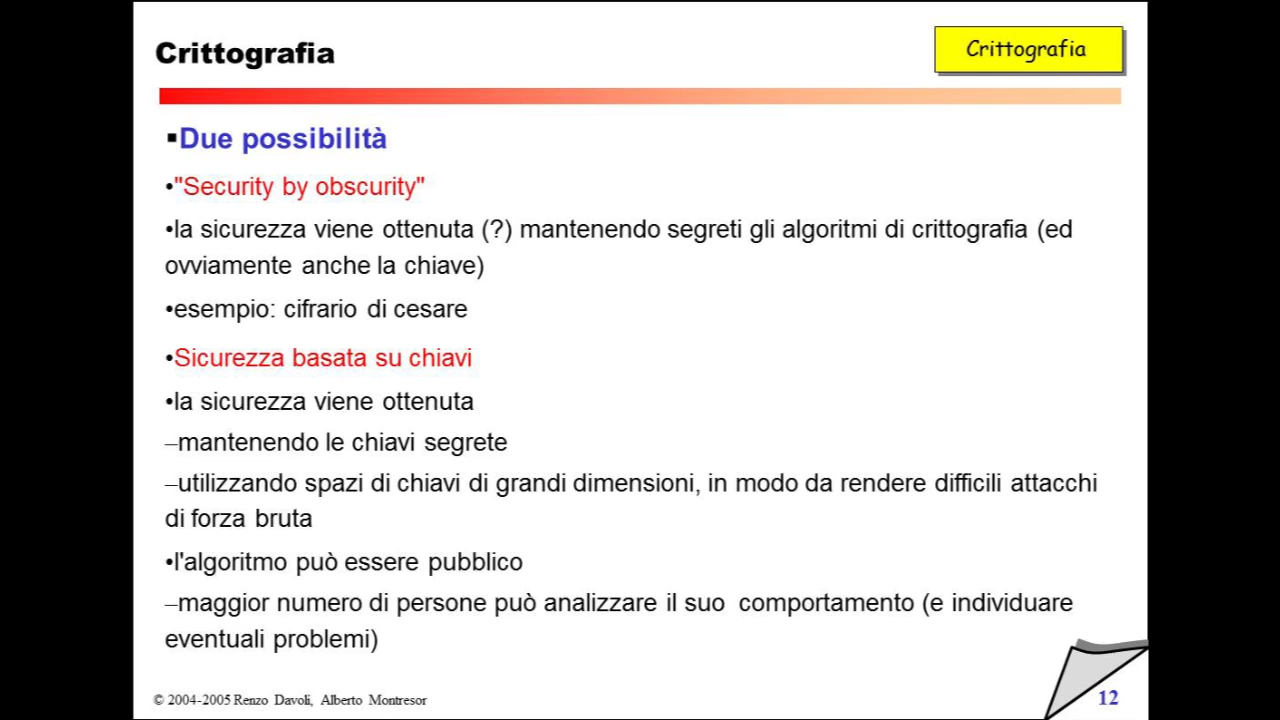 Crittografia
Crittografia
▪Due possibilità
•"Security by obscurity"
•la sicurezza viene ottenuta (?) mantenendo segreti gli algoritmi di crittografia (ed
ovviamente anche la chiave)
•esempio: cifrario di cesare
•Sicurezza basata su chiavi
•la sicurezza viene ottenuta
–mantenendo le chiavi segrete
–utilizzando spazi di chiavi di grandi dimensioni, in modo da rendere difficili attacchi
di forza bruta
•l'algoritmo può essere pubblico
–maggior numero di persone può analizzare il suo comportamento (e individuare
eventuali problemi)
© 2004-2005 Renzo Davoli, Alberto Montresor
12